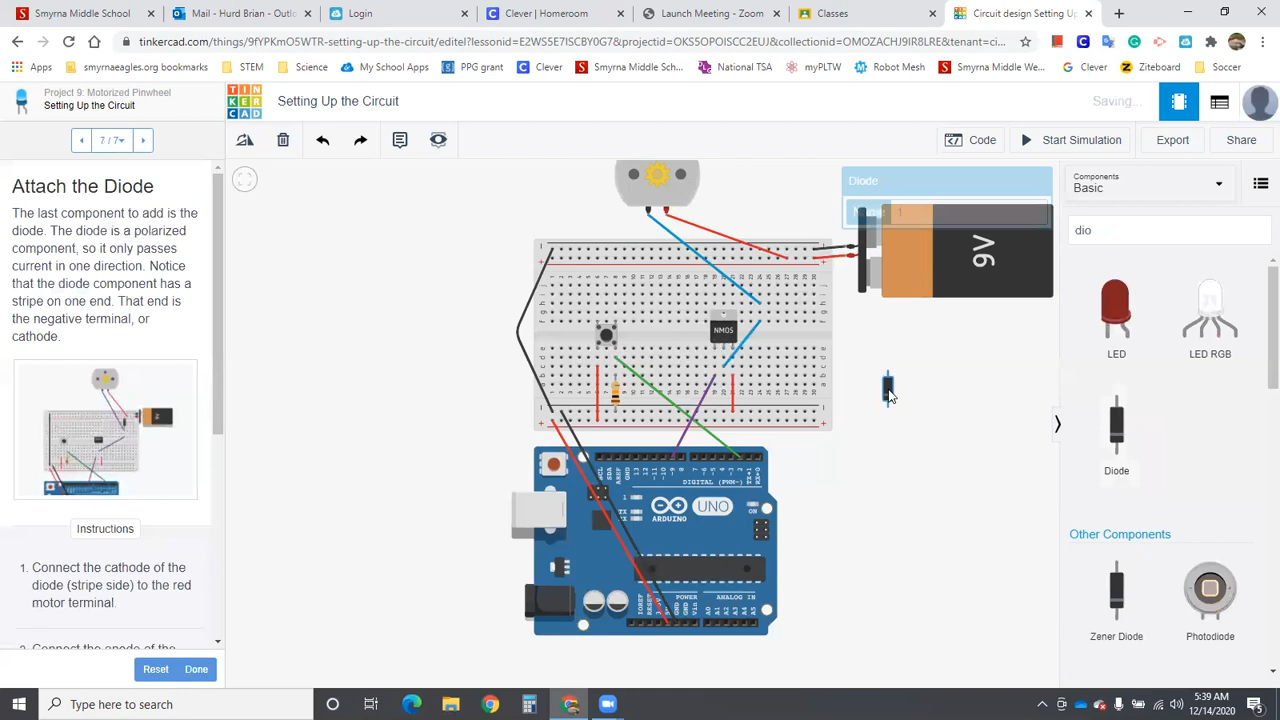 Smyrna Middle School
Mail - Hurd Brian - Outlo
Login
Clever | Homeroom
Launch Meeting - Zoom
Classes
Circuit design Setting Up
tinkercad.com/things/9fYPKmO5WTR-setting-up-the-circuit/editel?lessonid=E2WS5E7ISCBY0G7&projectid=OKS5OPOISCC2EUJ&collectionid=OMOZACHJ9IR8LRE&tenant=ci...
Apps
smyrnaeagles.org bookmarks
STEM
Science
My School Apps
PPG grant
Clever
Smyrna Middle Sch...
National TSA
myPLTW
Robot Mesh
Smyrna Middle We...
Clever
Ziteboard
Soccer
Project 9: Motorized Pinwheel
Setting Up the Circuit
TIN
KER
CAD
Setting Up the Circuit
Saving...
7 / 7
Code
Start Simulation
Export
Share
Attach the Diode
The last component to add is the
diode. The diode is a polarized
component, so it only passes
current in one direction. Notice
that the diode component has a
stripe on one end. That end is
the negative terminal, or
cathode.
Instructions
1. Connect the cathode of the
diode (stripe side) to the red
motor terminal.
2. Connect the anode of the
Reset
Done
Diode
1
9V
NMOS
DIGITAL (PWM~)
ARDUINO
UNO
ON
POWER
ANALOG IN
Components
Basic
dio
LED
LED RGB
Diode
Other Components
Zener Diode
Photodiode
Type here to search
5:39 AM
12/14/2020